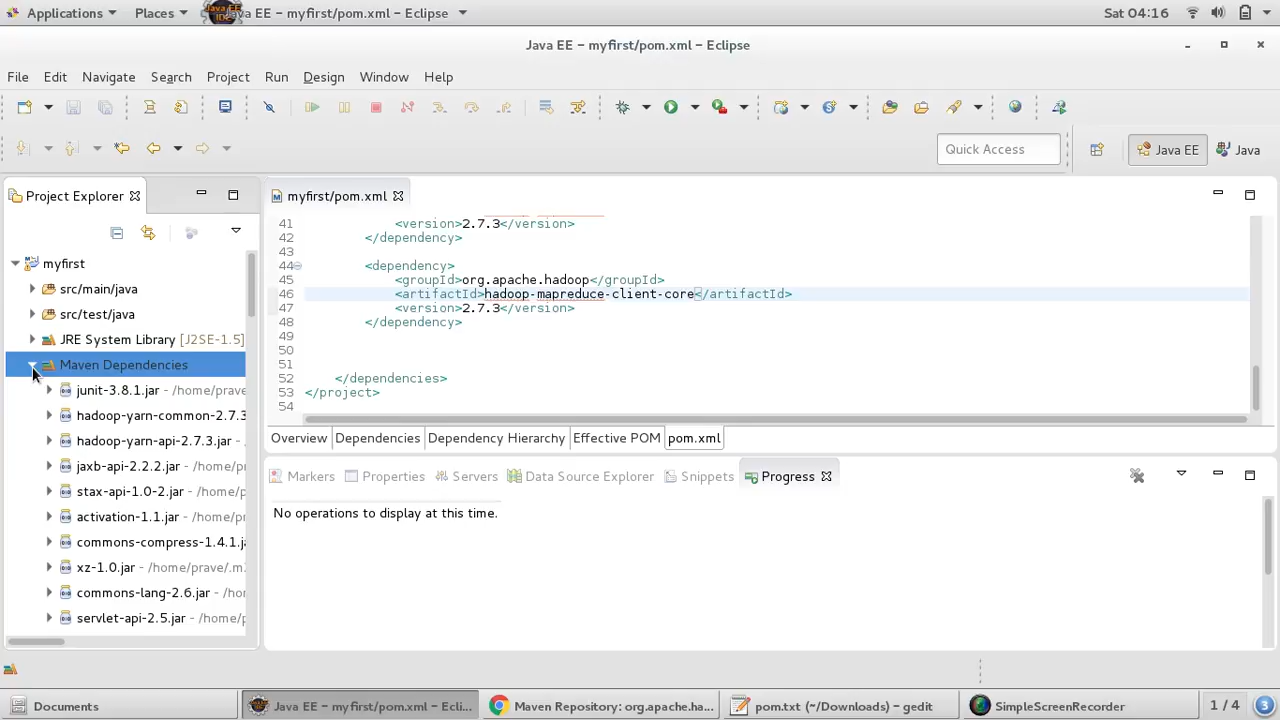 Applications Places Java EE – myfirst/pom.xml – Eclipse Sat 04:16
Java EE – myfirst/pom.xml – Eclipse
File Edit Navigate Search Project Run Design Window Help
Quick Access Java EE Java
Project Explorer
myfirst
src/main/java
src/test/java
JRE System Library [J2SE-1.5]
Maven Dependencies
junit-3.8.1.jar - /home/prave
hadoop-yarn-common-2.7.3
hadoop-yarn-api-2.7.3.jar -
jaxb-api-2.2.2.jar - /home/p
stax-api-1.0-2.jar - /home/p
activation-1.1.jar - /home/p
commons-compress-1.4.1.j
xz-1.0.jar - /home/prave/.m
commons-lang-2.6.jar - /ho
servlet-api-2.5.jar - /home/p
myfirst/pom.xml
41 <version>2.7.3</version>
42 </dependency>
43
44 <dependency>
45 <groupId>org.apache.hadoop</groupId>
46 <artifactId>hadoop-mapreduce-client-core</artifactId>
47 <version>2.7.3</version>
48 </dependency>
49
50
51
52 </dependencies>
53 </project>
54
Overview Dependencies Dependency Hierarchy Effective POM pom.xml
Markers Properties Servers Data Source Explorer Snippets Progress
No operations to display at this time.
Documents Java EE – myfirst/pom.xml – Ecli... Maven Repository: org.apache.ha... pom.txt (~/Downloads) – gedit SimpleScreenRecorder 1 / 4 3